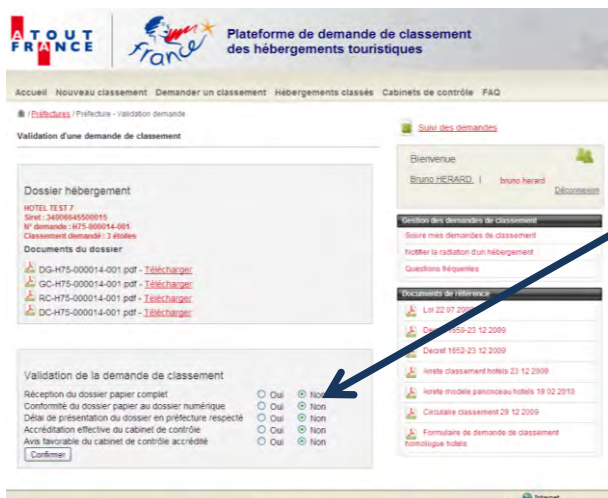 ATOUT
FRANCE
France
Plateforme de demande de classement
des hébergements touristiques
Accueil Nouveau classement Demander un classement Hébergements classés Cabinets de contrôle FAQ
/ Préfectures / Préfecture - Validation demande
Validation d'une demande de classement
Dossier hébergement
HOTEL TEST 7
Siret : 34006645500015
N° demande : H75-000014-001
Classement demandé : 3 étoiles
Documents du dossier
DG-H75-000014-001.pdf - Télécharger
GC-H75-000014-001.pdf - Télécharger
RC-H75-000014-001.pdf - Télécharger
DC-H75-000014-001.pdf - Télécharger
Validation de la demande de classement
Réception du dossier papier complet Oui Non
Conformité du dossier papier au dossier numérique Oui Non
Délai de présentation du dossier en préfecture respecté Oui Non
Accréditation effective du cabinet de contrôle Oui Non
Avis favorable du cabinet de contrôle accrédité Oui Non
Confirmer
Suivi des demandes
Bienvenue
Bruno HERARD | bruno herard
Déconnexion
Gestion des demandes de classement
Suivre mes demandes de classement
Notifier la radiation d'un hébergement
Questions fréquentes
Documents de référence
Loi 22 07 2009
1650-23 12 2009
Decret 1652-23 12 2009
Arrete classement hotels 23 12 2009
Arrete modele panonceau hotels 18 02 2010
Circulaire classement 29 12 2009
Formulaire de demande de classement
homologue hotels
Internet